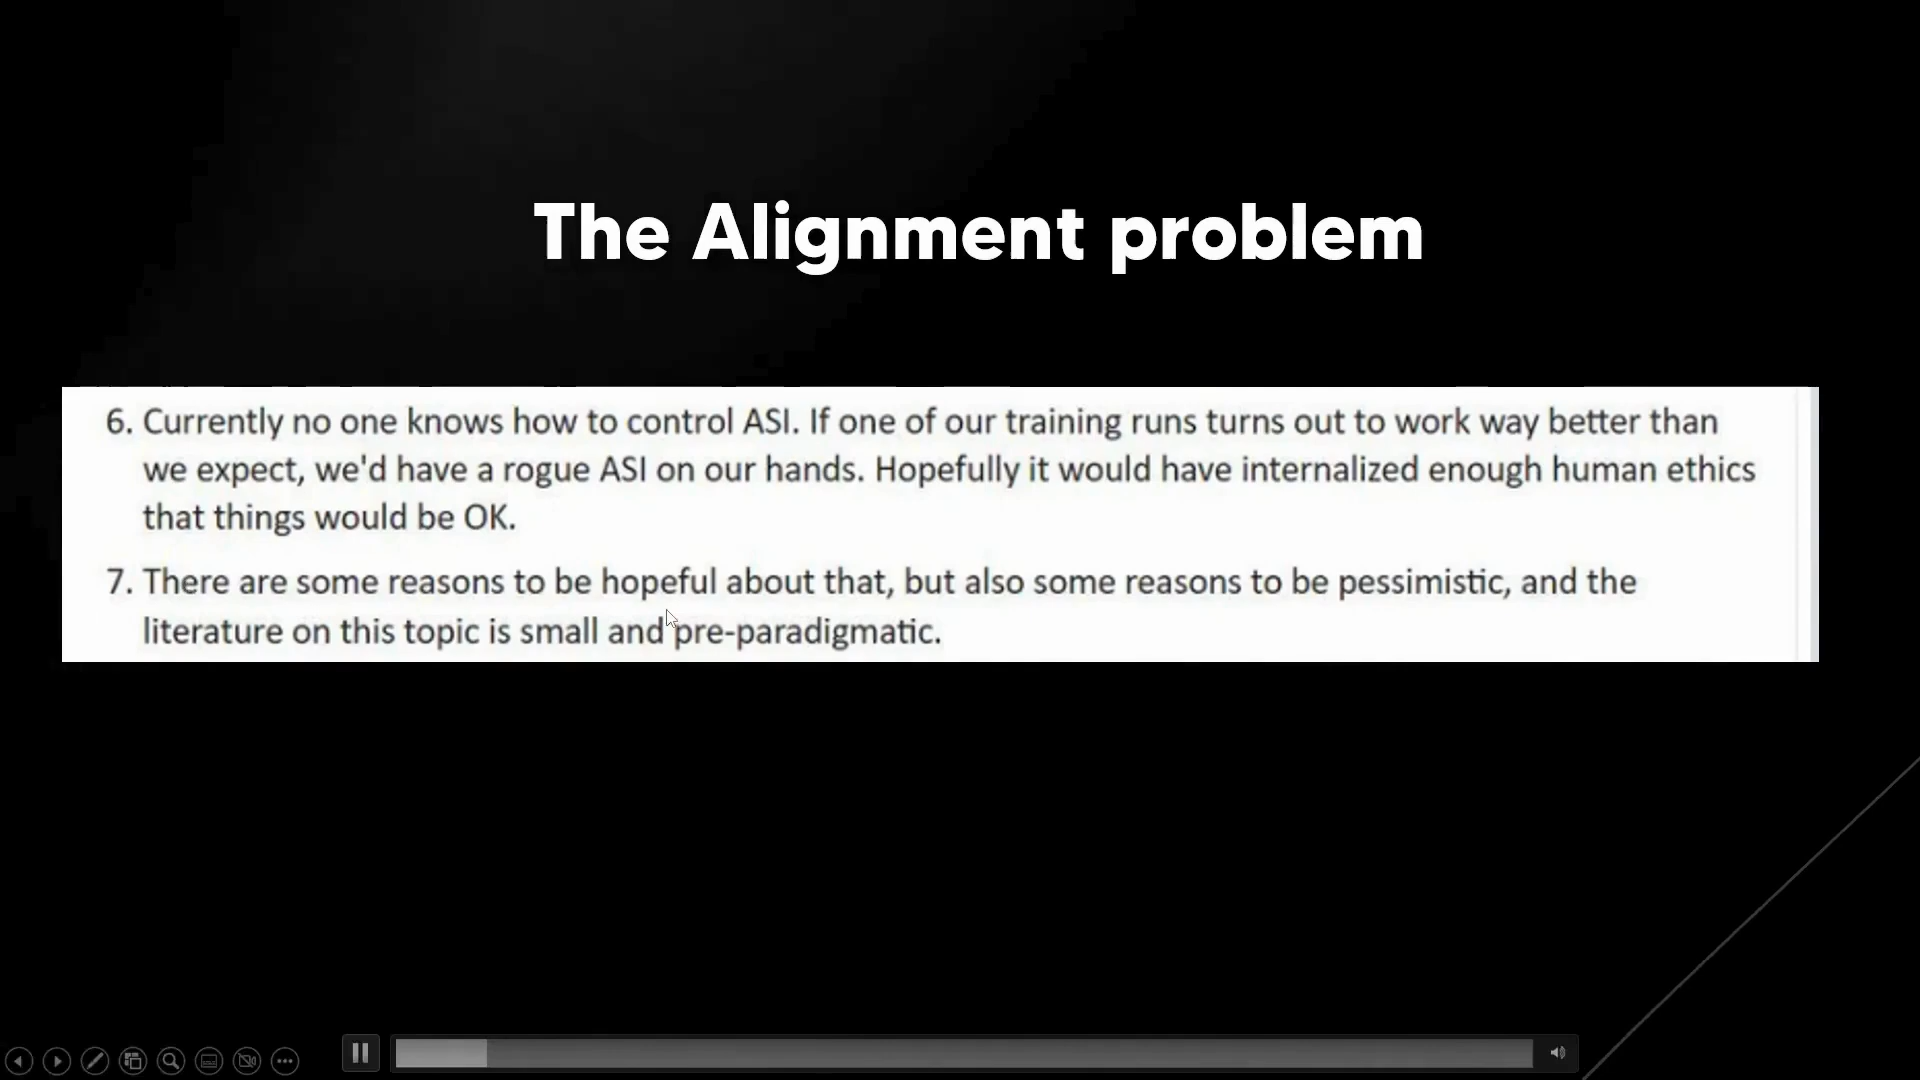 The Alignment problem
6. Currently no one knows how to control ASI. If one of our training runs turns out to work way better than
we expect, we'd have a rogue ASI on our hands. Hopefully it would have internalized enough human ethics
that things would be OK.
7. There are some reasons to be hopeful about that, but also some reasons to be pessimistic, and the
literature on this topic is small and pre-paradigmatic.